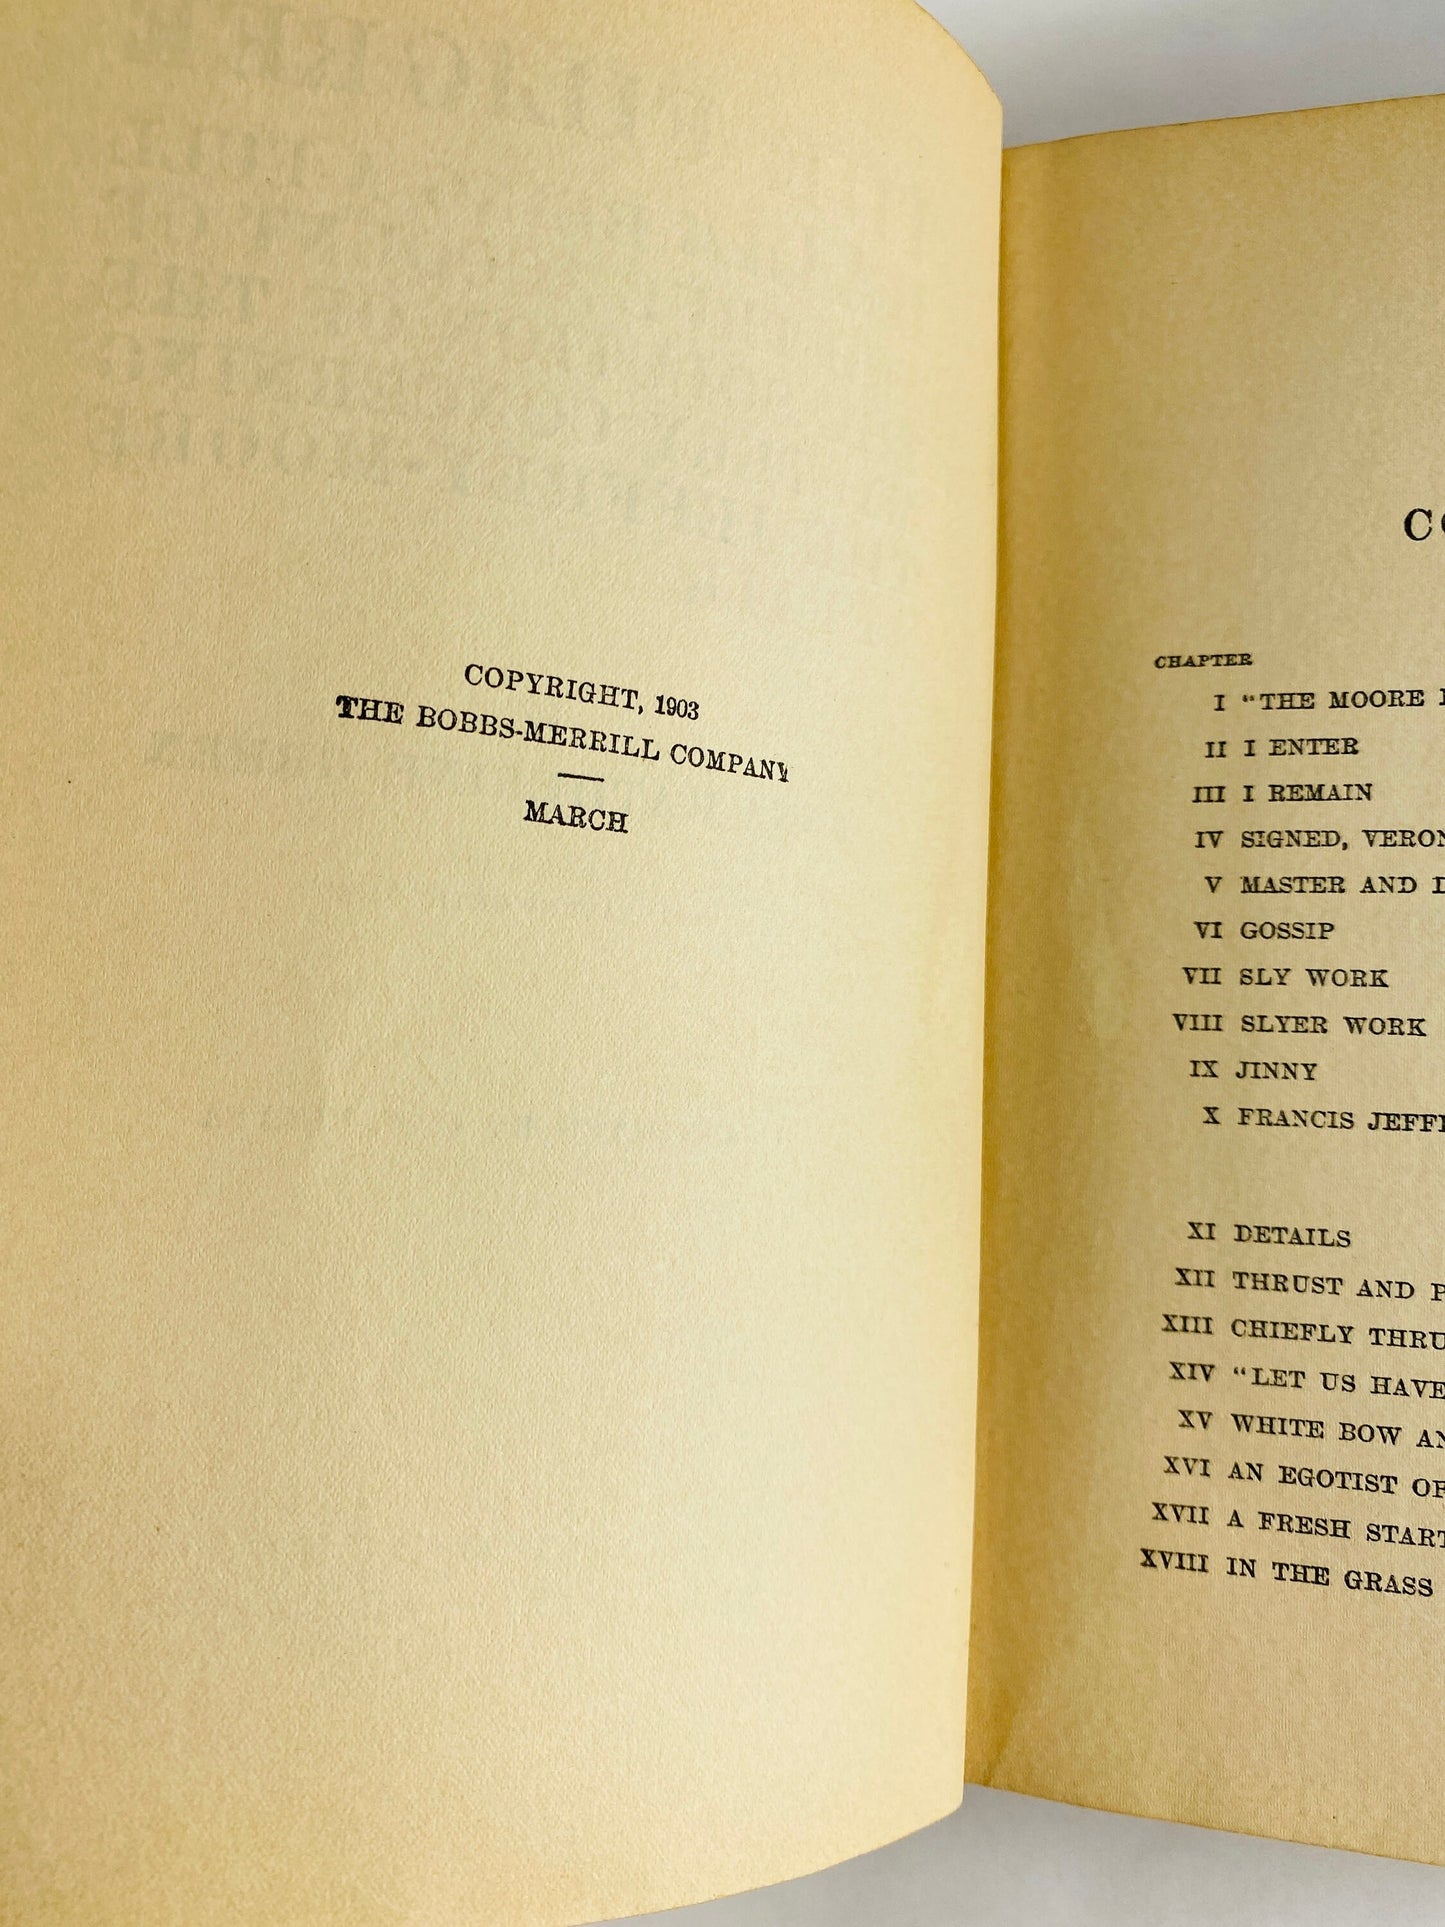 COPYRIGHT, 1903
THE BOBBS-MERRILL COMPANY
MARCH
CHAPTER
I "THE MOORE
II I ENTER
III I REMAIN
IV SIGNED,
V MASTER AND
VI GOSSIP
VII SLY WORK
VIII SLYER WORK
IX JINNY
X FRANCIS
XI DETAILS
XII THRUST AND
XIII CHIEFLY
XIV "LET US HAVE
XV WHITE BOW
XVI AN EGOTIST
XVII A FRESH START
XVIII IN THE GRASS